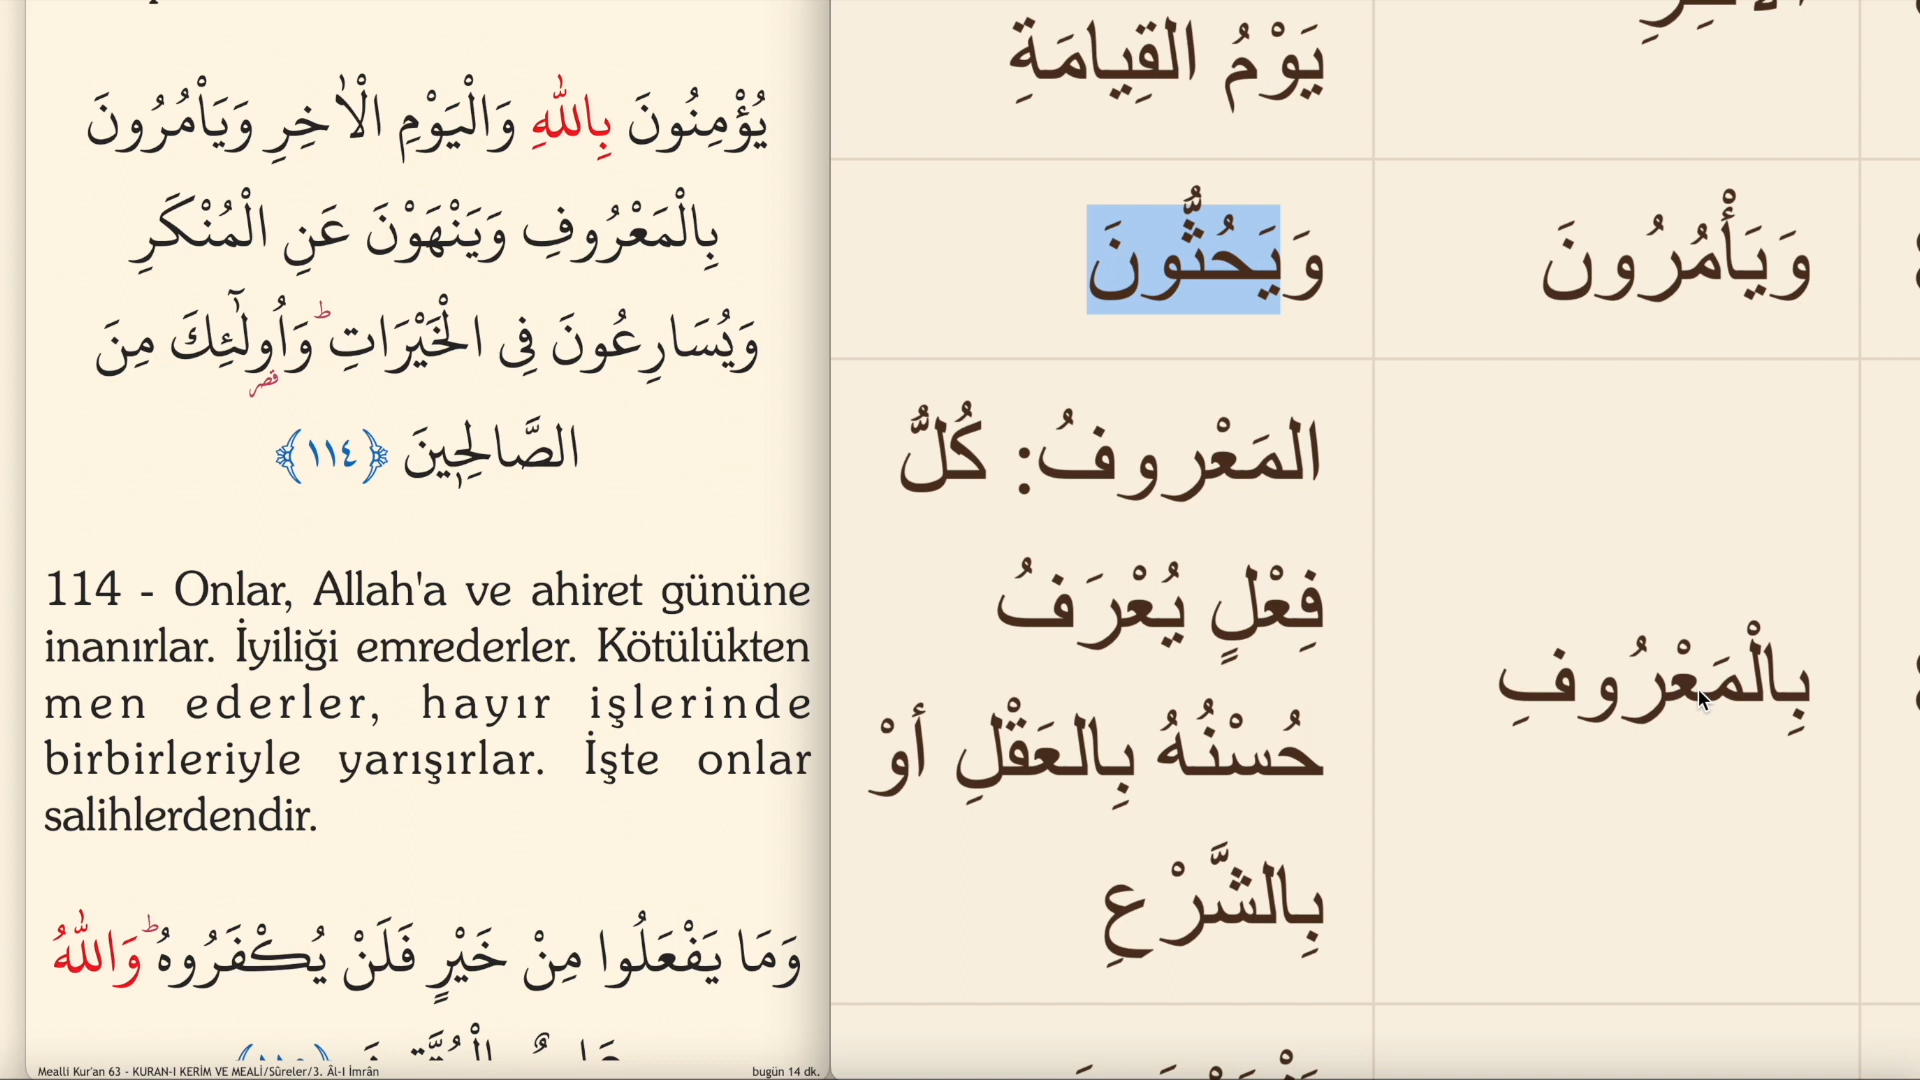 يُؤْمِنُونَ بِاللّٰهِ وَالْيَوْمِ الْاٰخِرِ وَيَاْمُرُونَ
بِالْمَعْرُوفِ وَيَنْهَوْنَ عَنِ الْمُنْكَرِ
وَيُسَارِعُونَ فِى الْخَيْرَاتِ ۜ وَاُولٰٓئِكَ مِنَ
الصَّالِحٖينَ ﴿١١٤﴾
114 - Onlar, Allah'a ve ahiret gününe
inanırlar. İyiliği emrederler. Kötülükten
men ederler, hayır işlerinde
birbirleriyle yarışırlar. İşte onlar
salihlerdendir.
وَمَا يَفْعَلُوا مِنْ خَيْرٍ فَلَنْ يُكْفَرُوهُ ۜ وَاللّٰهُ
Mealli Kur'an 63 - KURAN-I KERİM VE MEALİ/Sûreler/3. Âl-I İmrân
bugün 14 dk.
يَوْمُ القِيامَةِ
وَيَأْمُرُونَ
وَيَحُثُّونَ
بِالْمَعْرُوفِ
المَعْروفُ: كُلُّ
فِعْلٍ يُعْرَفُ
حُسْنُهُ بِالعَقْلِ أوْ
بِالشَّرْعِ